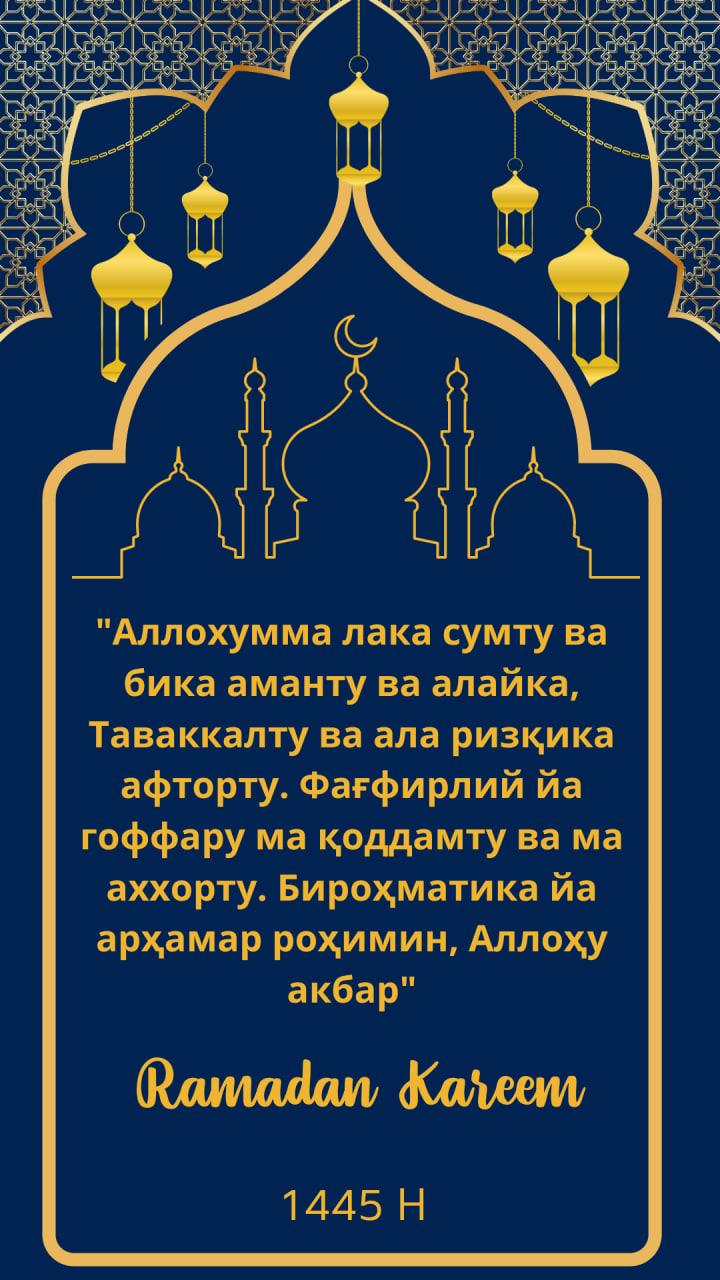 "Аллохумма лака сумту ва
бика аманту ва алайка,
Таваккалту ва ала ризқика
афторту. Фағфирлий йа
гоффару ма қоддамту ва ма
аххорту. Бироҳматика йа
арҳамар роҳимин, Аллоҳу
акбар"
Ramadan Kareem
1445 H